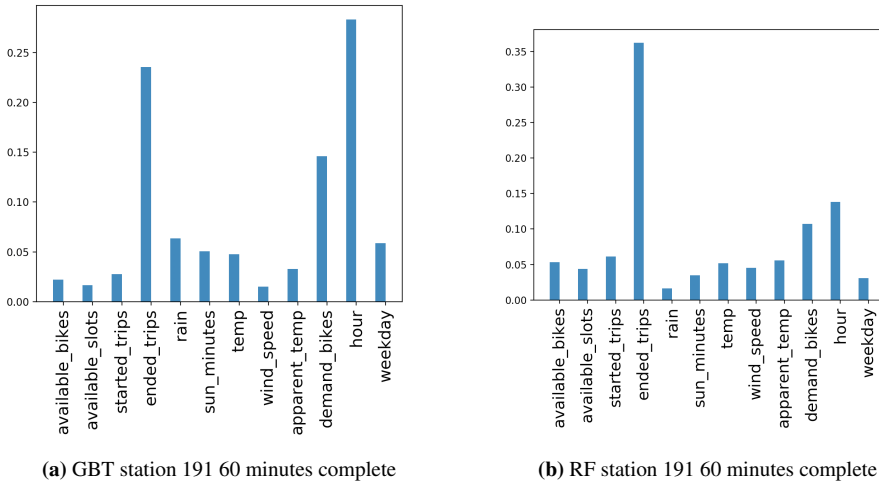 0.25
0.20
0.15
0.10
0.05
0.00
available_bikes
available_slots
started_trips
ended_trips
rain
sun_minutes
temp
wind_speed
apparent_temp
demand_bikes
hour
weekday
(a) GBT station 191 60 minutes complete
0.35
0.30
0.25
0.20
0.15
0.10
0.05
0.00
available_bikes
available_slots
started_trips
ended_trips
rain
sun_minutes
temp
wind_speed
apparent_temp
demand_bikes
hour
weekday
(b) RF station 191 60 minutes complete